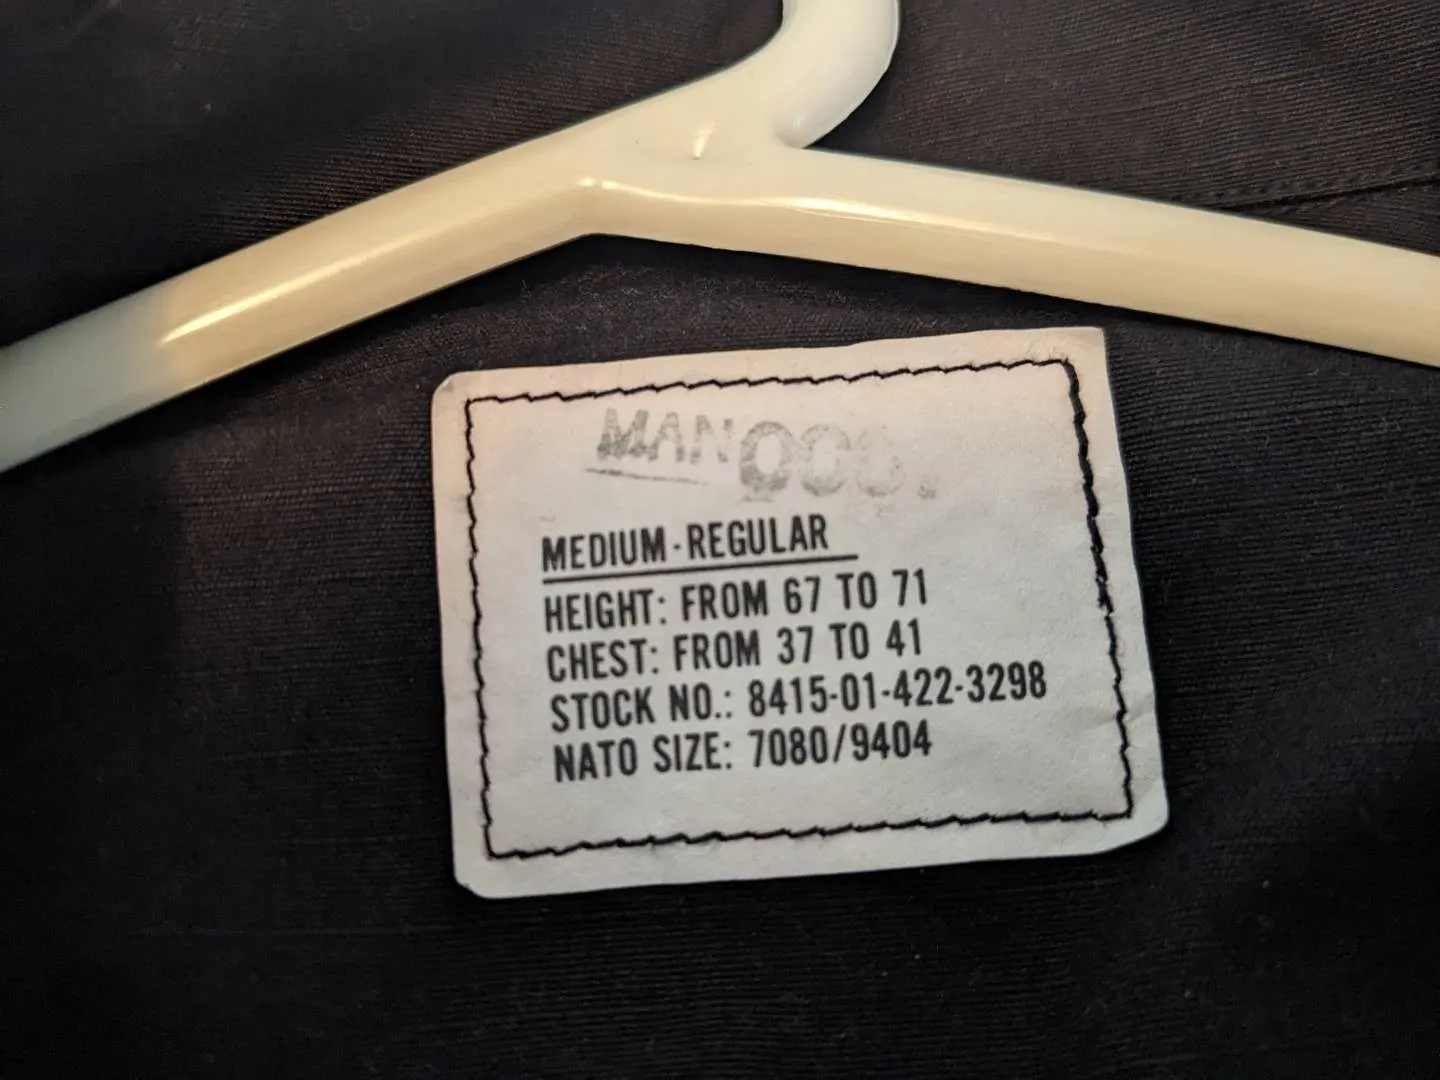 MEDIUM-REGULAR
HEIGHT: FROM 67 TO 71
CHEST: FROM 37 TO 41
STOCK NO.: 8415-01-422-3298
NATO SIZE: 7080/9404